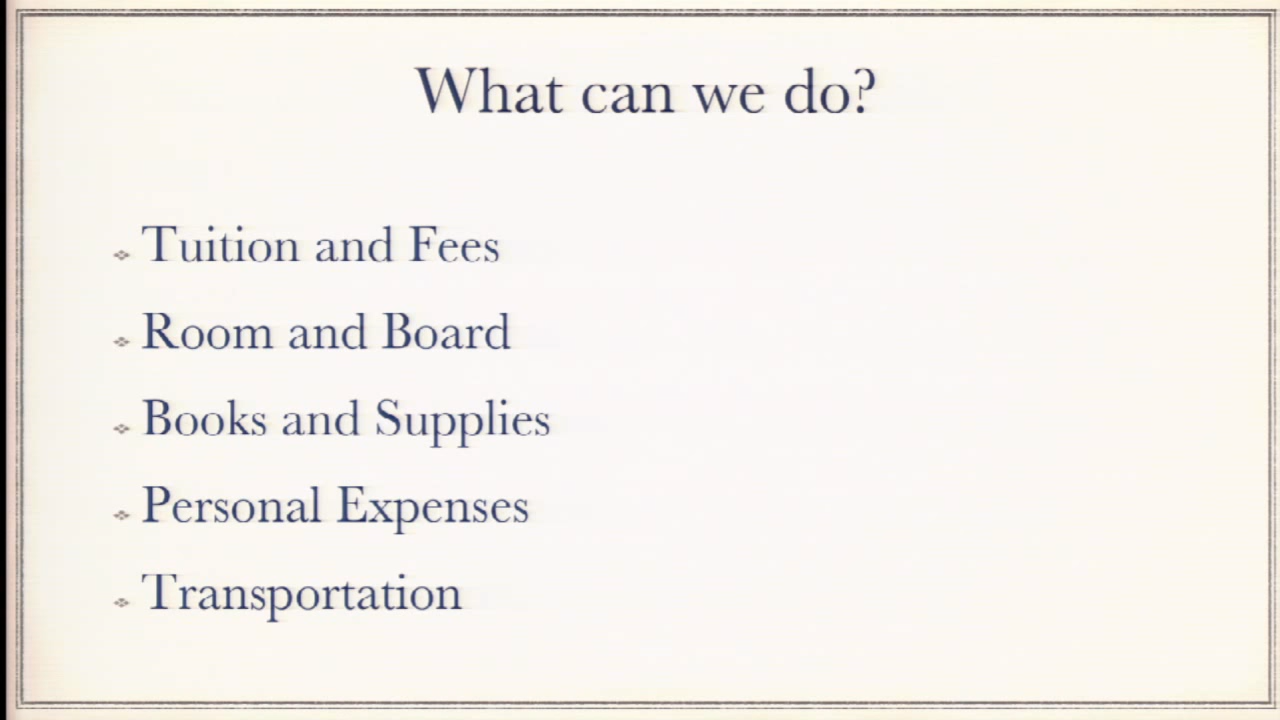 What can we do?
Tuition and Fees
Room and Board
Books and Supplies
Personal Expenses
Transportation